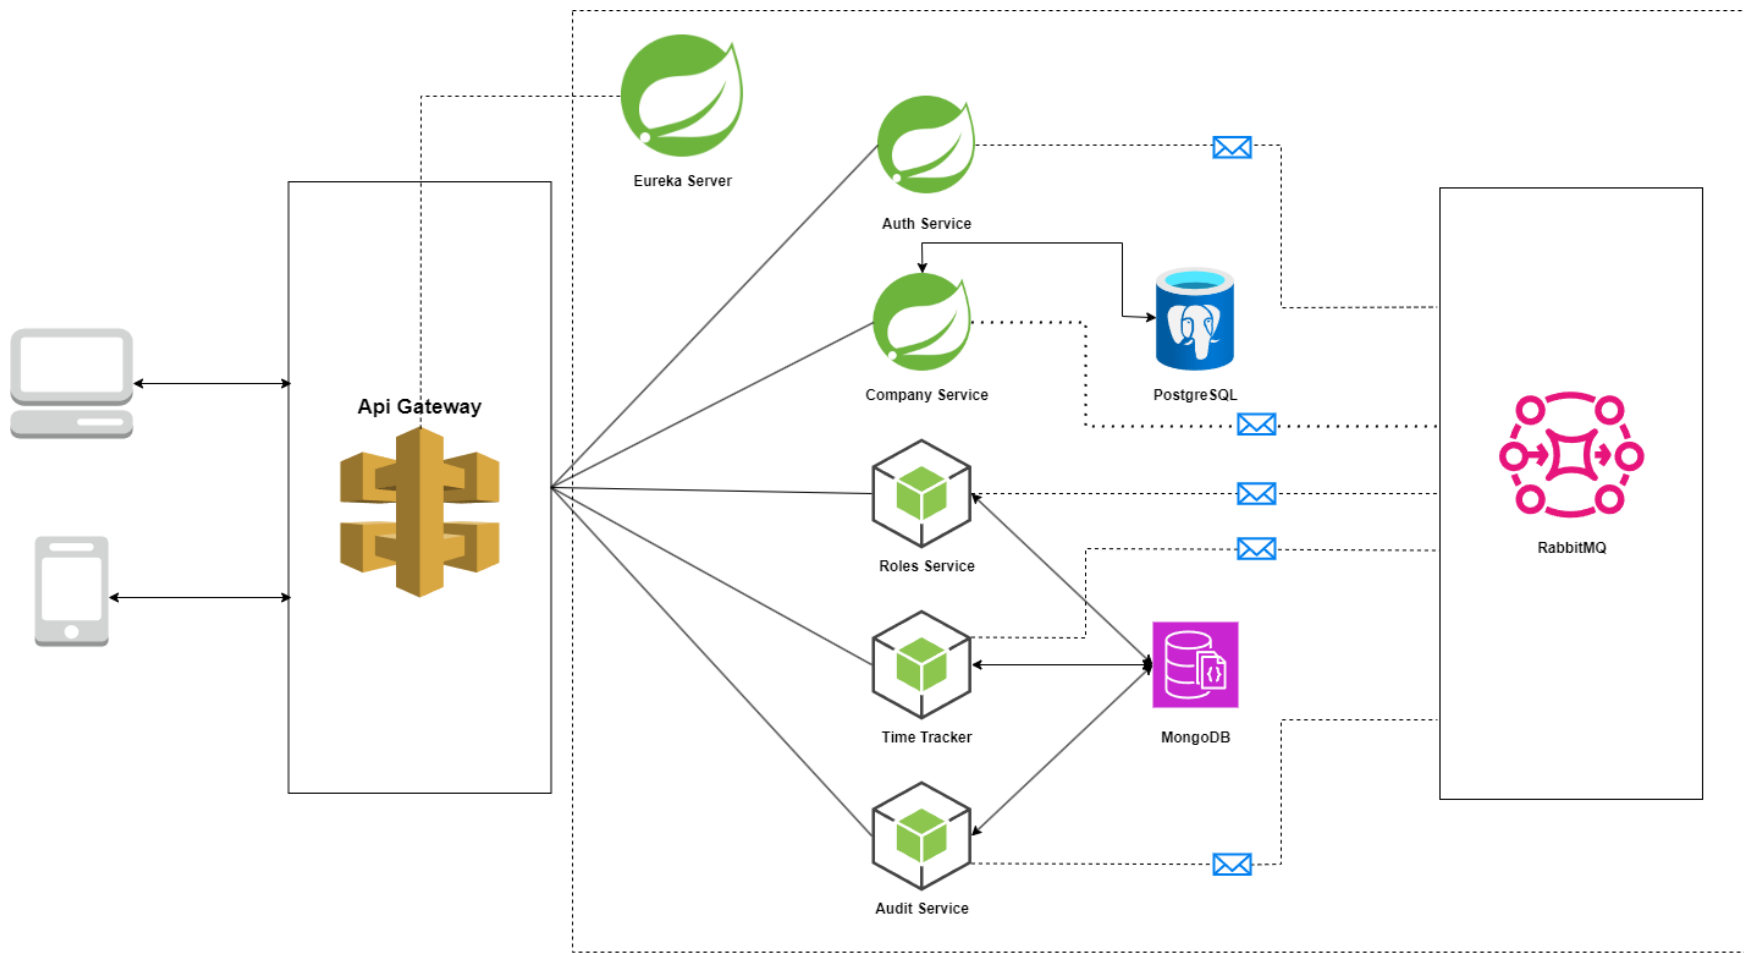 Eureka Server
Auth Service
Api Gateway
Company Service
PostgreSQL
Roles Service
RabbitMQ
Time Tracker
MongoDB
Audit Service